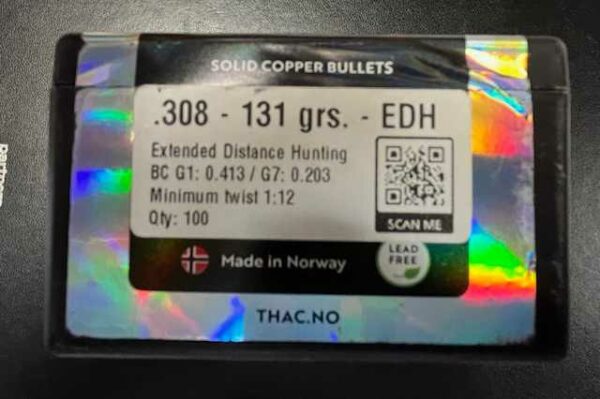 SOLID COPPER BULLETS
.308 - 131 grs. - EDH
Extended Distance Hunting
BC G1: 0.413 / G7: 0.203
Minimum twist 1:12
Qty: 100
SCAN ME
Made in Norway
LEAD
FREE
THAC.NO